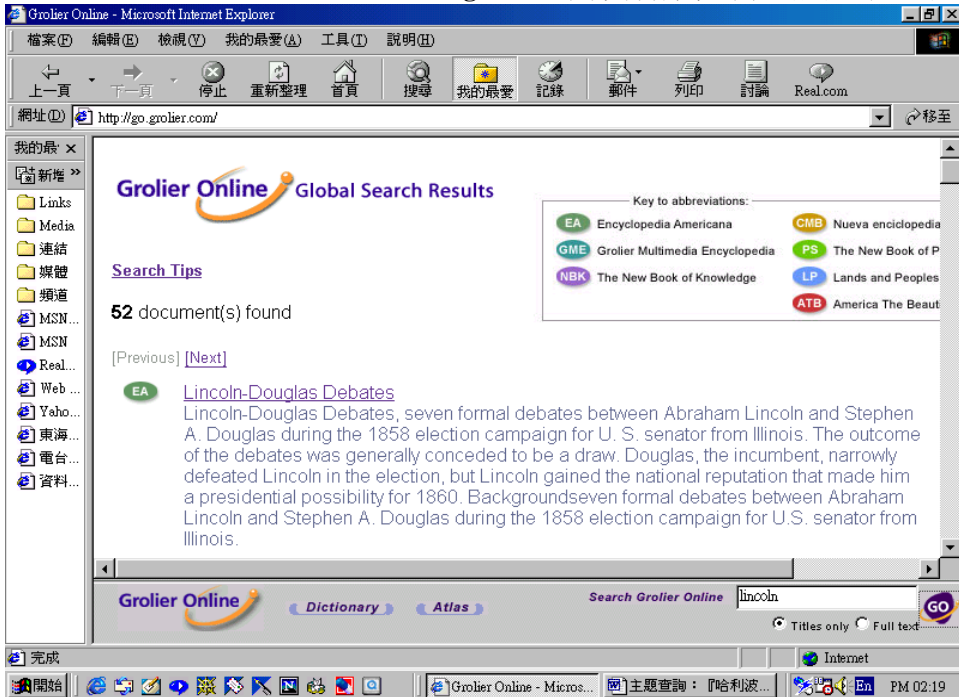 Grolier Online - Microsoft Internet Explorer
檔案(F) 編輯(E) 檢視(V) 我的最愛(A) 工具(T) 說明(H)
上一頁 下一頁 停止 重新整理 首頁 搜尋 我的最愛 記錄 郵件 列印 討論 Real.com
網址(D) http://go.grolier.com/ 移至
我的最
新增
Links
Media
連結
媒體
頻道
MSN...
MSN
Real...
Web ...
Yaho...
東海...
電台...
資料...
Grolier Online Global Search Results
Key to abbreviations:
EA Encyclopedia Americana CMB Nueva enciclopedia
GME Grolier Multimedia Encyclopedia PS The New Book of P
NBK The New Book of Knowledge LP Lands and Peoples
ATB America The Beaut
Search Tips
52 document(s) found
[Previous] [Next]
EA Lincoln-Douglas Debates
Lincoln-Douglas Debates, seven formal debates between Abraham Lincoln and Stephen
A. Douglas during the 1858 election campaign for U. S. senator from Illinois. The outcome
of the debates was generally conceded to be a draw. Douglas, the incumbent, narrowly
defeated Lincoln in the election, but Lincoln gained the national reputation that made him
a presidential possibility for 1860. Backgroundseven formal debates between Abraham
Lincoln and Stephen A. Douglas during the 1858 election campaign for U.S. senator from
Illinois.
Grolier Online Dictionary Atlas Search Grolier Online lincoln GO
Titles only Full text
完成 Internet
開始 Grolier Online - Micros... 主題查詢：『哈利波... En PM 02:19